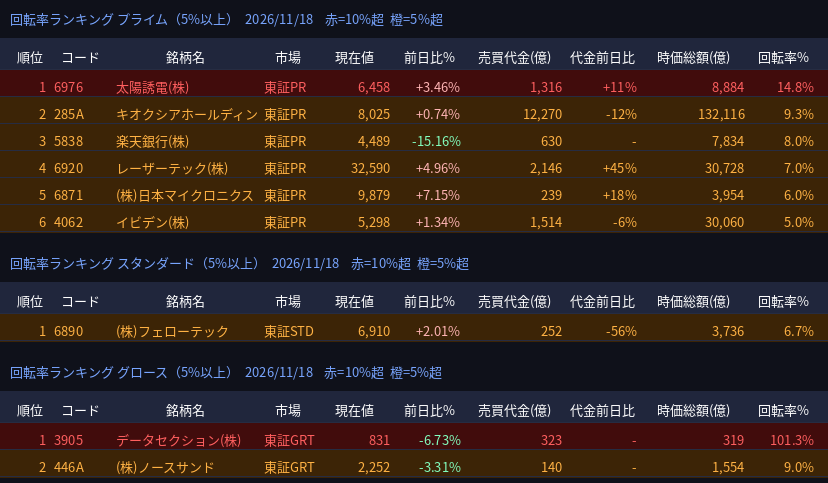 回転率ランキング プライム（5%以上） 2026/11/18 赤=10%超 橙=5%超
順位 コード 銘柄名 市場 現在値 前日比% 売買代金(億) 代金前日比 時価総額(億) 回転率%
1 6976 太陽誘電(株) 東証PR 6,458 +3.46% 1,316 +11% 8,884 14.8%
2 285A キオクシアホールディン 東証PR 8,025 +0.74% 12,270 -12% 132,116 9.3%
3 5838 楽天銀行(株) 東証PR 4,489 -15.16% 630 - 7,834 8.0%
4 6920 レーザーテック(株) 東証PR 32,590 +4.96% 2,146 +45% 30,728 7.0%
5 6871 (株)日本マイクロニクス 東証PR 9,879 +7.15% 239 +18% 3,954 6.0%
6 4062 イビデン(株) 東証PR 5,298 +1.34% 1,514 -6% 30,060 5.0%
回転率ランキング スタンダード（5%以上） 2026/11/18 赤=10%超 橙=5%超
順位 コード 銘柄名 市場 現在値 前日比% 売買代金(億) 代金前日比 時価総額(億) 回転率%
1 6890 (株)フェローテック 東証STD 6,910 +2.01% 252 -56% 3,736 6.7%
回転率ランキング グロース（5%以上） 2026/11/18 赤=10%超 橙=5%超
順位 コード 銘柄名 市場 現在値 前日比% 売買代金(億) 代金前日比 時価総額(億) 回転率%
1 3905 データセクション(株) 東証GRT 831 -6.73% 323 - 319 101.3%
2 446A (株)ノースサンド 東証GRT 2,252 -3.31% 140 - 1,554 9.0%